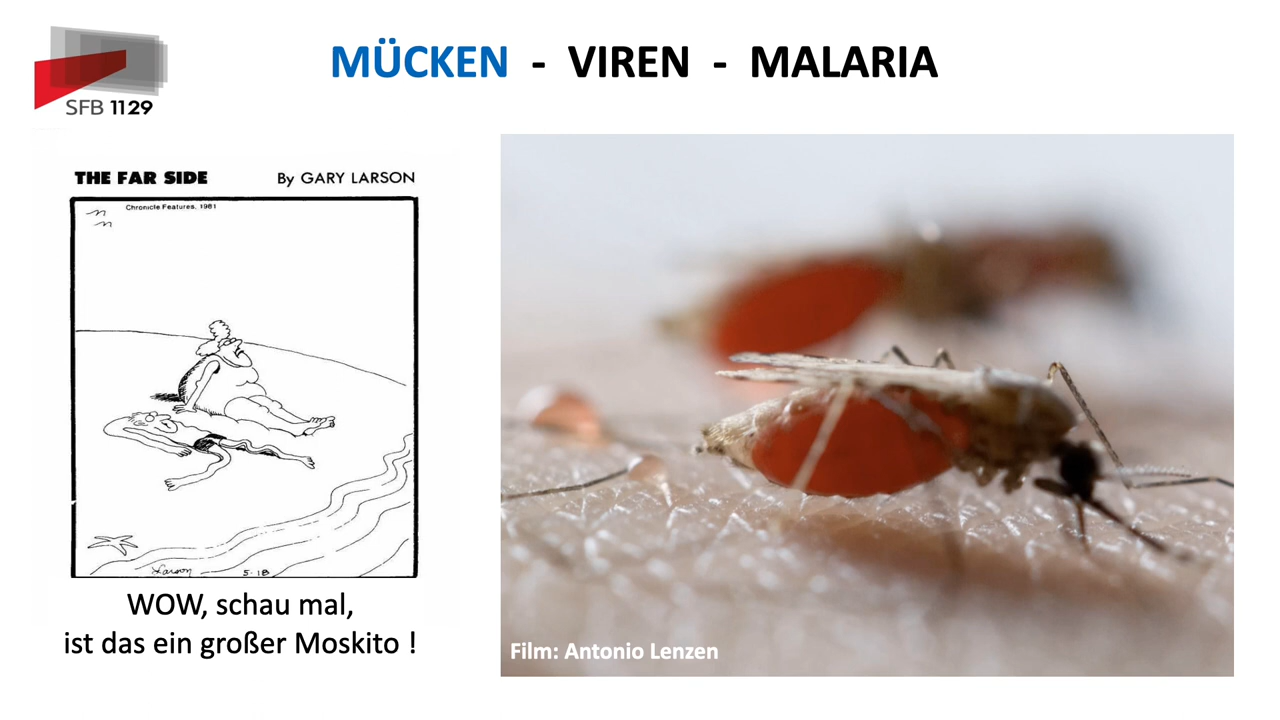 MÜCKEN - VIREN - MALARIA
SFB 1129
THE FAR SIDE By GARY LARSON
Chronicle Features, 1981
Larson 5-18
WOW, schau mal,
ist das ein großer Moskito !
Film: Antonio Lenzen